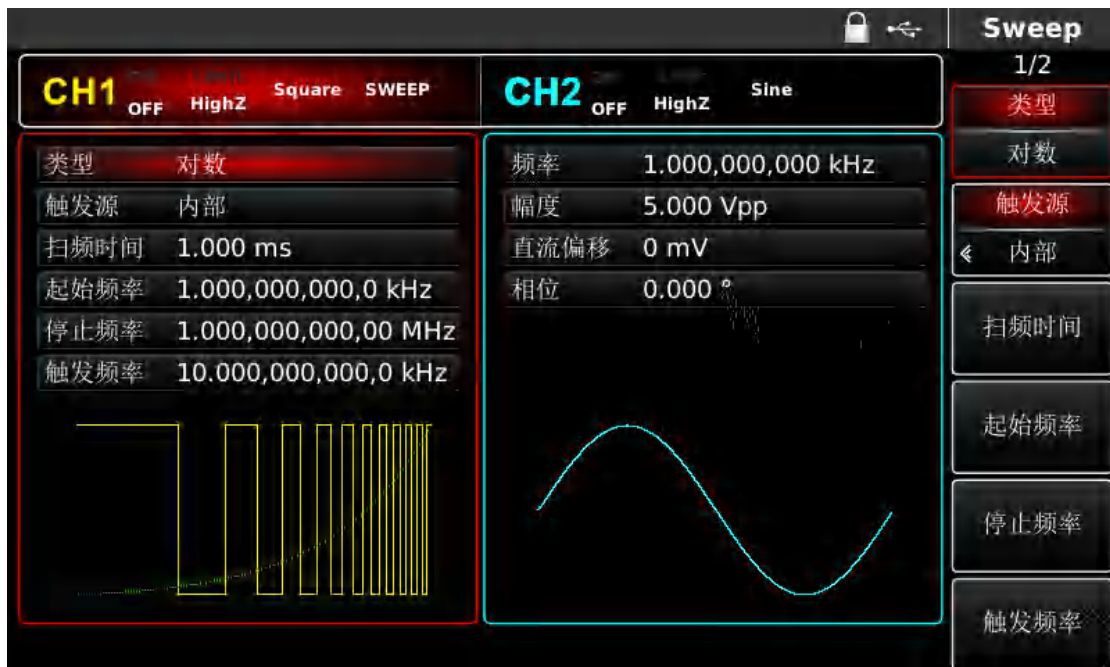 Sweep
1/2
CH1 OFF HighZ Square SWEEP
CH2 OFF HighZ Sine
类型 对数
触发源 内部
扫频时间 1.000 ms
起始频率 1.000,000,000,0 kHz
停止频率 1.000,000,000,00 MHz
触发频率 10.000,000,000,0 kHz
频率 1.000,000,000 kHz
幅度 5.000 Vpp
直流偏移 0 mV
相位 0.000 °
类型
对数
触发源
内部
扫频时间
起始频率
停止频率
触发频率